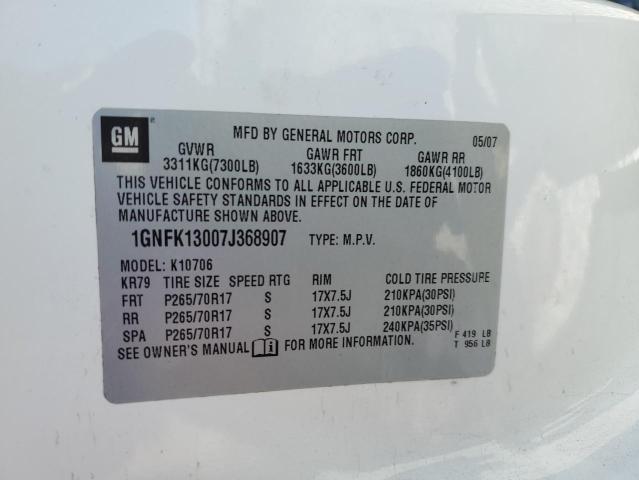 GM
MFD BY GENERAL MOTORS CORP. 05/07
GVWR GAWR FRT GAWR RR
3311KG(7300LB) 1633KG(3600LB) 1860KG(4100LB)
THIS VEHICLE CONFORMS TO ALL APPLICABLE U.S. FEDERAL MOTOR
VEHICLE SAFETY STANDARDS IN EFFECT ON THE DATE OF
MANUFACTURE SHOWN ABOVE.
1GNFK13007J368907 TYPE: M.P.V.
MODEL: K10706
KR79 TIRE SIZE SPEED RTG RIM COLD TIRE PRESSURE
FRT P265/70R17 S 17X7.5J 210KPA(30PSI)
RR P265/70R17 S 17X7.5J 210KPA(30PSI)
SPA P265/70R17 S 17X7.5J 240KPA(35PSI)
F 419 LB
SEE OWNER'S MANUAL i FOR MORE INFORMATION.
T 956 LB